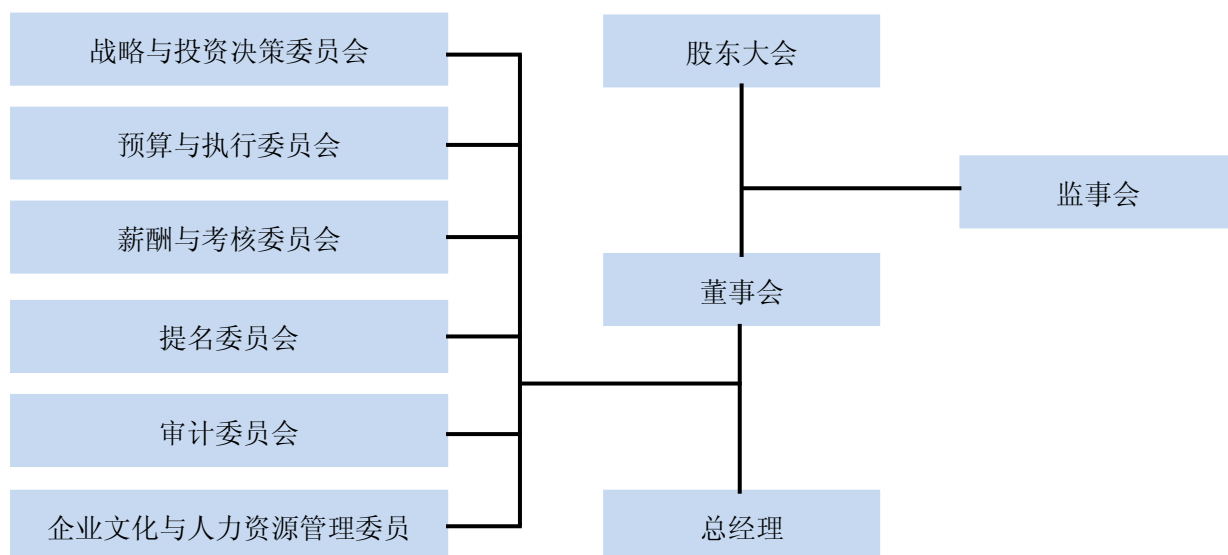 战略与投资决策委员会
预算与执行委员会
薪酬与考核委员会
提名委员会
审计委员会
企业文化与人力资源管理委员
股东大会
监事会
董事会
总经理